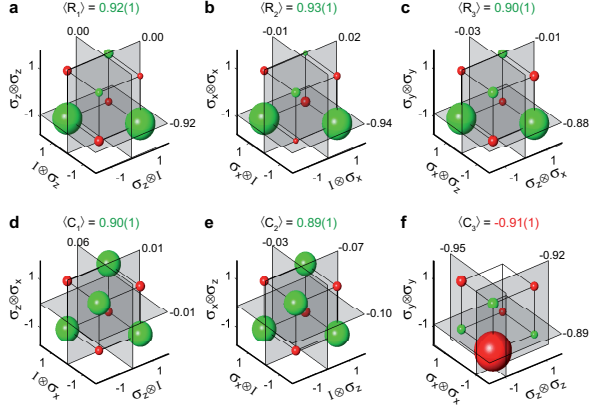 a ⟨R₁⟩ = 0.92(1)
0.00 0.00
σz⊗σz
1
-1
-0.92
1 -1 -1 1
I⊗σz σz⊗I
b ⟨R₂⟩ = 0.93(1)
-0.01 0.02
σx⊗σx
1
-1
-0.94
1 -1 -1 1
σx⊗I I⊗σx
c ⟨R₃⟩ = 0.90(1)
-0.03 -0.01
σy⊗σy
1
-1
-0.88
1 -1 -1 1
σx⊗σz σz⊗σx
d ⟨C₁⟩ = 0.90(1)
0.06 0.01
σz⊗σx
1
-1
-0.01
1 -1 -1 1
I⊗σx σz⊗I
e ⟨C₂⟩ = 0.89(1)
-0.03 -0.07
σx⊗σz
1
-1
-0.10
1 -1 -1 1
σx⊗I I⊗σz
f ⟨C₃⟩ = -0.91(1)
-0.95 -0.92
σy⊗σy
1
-1
-0.89
1 -1 -1 1
σx⊗σx σz⊗σz